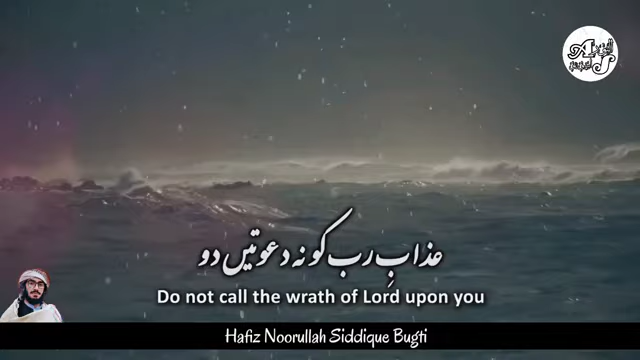 عذابِ رب کو نہ دعوتیں دو
Do not call the wrath of Lord upon you
Hafiz Noorullah Siddique Bugti